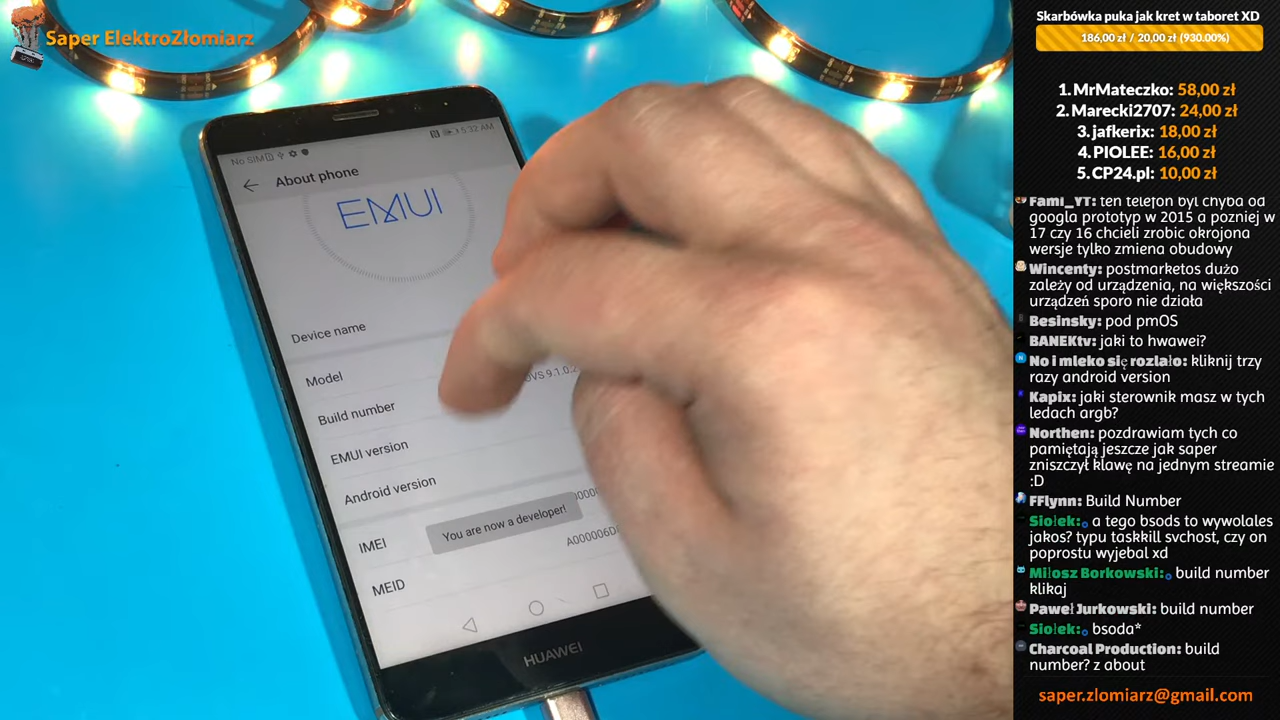 Saper ElektroZłomiarz
No SIM
5:32 AM
About phone
EMUI
Device name
Model
Build number
EMUI version
Android version
IMEI
MEID
You are now a developer!
HUAWEI
Skarbówka puka jak kret w taboret XD
186,00 zł / 20,00 zł (930.00%)
1. MrMateczko: 58,00 zł
2. Marecki2707: 24,00 zł
3. jafkerix: 18,00 zł
4. PIOLEE: 16,00 zł
5. CP24.pl: 10,00 zł
Fami_YT: ten telefon był chyba od
googla prototyp w 2015 a pozniej w
17 czy 16 chcieli zrobic okrojona
wersje tylko zmiena obudowy
Wincenty: postmarketos dużo
zależy od urządzenia, na większości
urządzeń sporo nie działa
Besinsky: pod pmOS
BANEKtv: jaki to hwawei?
No i mleko się rozlało: kliknij trzy
razy android version
Kapix: jaki sterownik masz w tych
ledach argb?
Northen: pozdrawiam tych co
pamiętają jeszcze jak saper
zniszczył klawę na jednym streamie
:D
FFlynn: Build Number
Siołek: a tego bsods to wywolales
jakos? typu taskkill svchost, czy on
poprostu wyjebal xd
Miłosz Borkowski: build number
klikaj
Paweł Jurkowski: build number
Siołek: bsoda*
Charcoal Production: build
number? z about
saper.zlomiarz@gmail.com